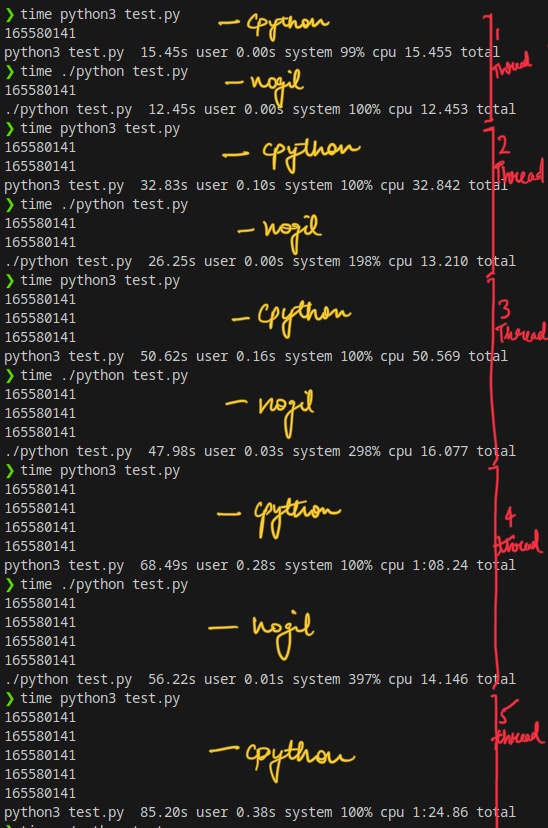 ❯ time python3 test.py
– cpython
165580141
python3 test.py  15.45s user 0.00s system 99% cpu 15.455 total
1 Thread
❯ time ./python test.py
– nogil
165580141
./python test.py  12.45s user 0.00s system 100% cpu 12.453 total
❯ time python3 test.py
165580141
– cpython
165580141
python3 test.py  32.83s user 0.10s system 100% cpu 32.842 total
2 Thread
❯ time ./python test.py
165580141
– nogil
165580141
./python test.py  26.25s user 0.00s system 198% cpu 13.210 total
❯ time python3 test.py
165580141
165580141
– cpython
165580141
python3 test.py  50.62s user 0.16s system 100% cpu 50.569 total
3 Thread
❯ time ./python test.py
165580141
– nogil
165580141
165580141
./python test.py  47.98s user 0.03s system 298% cpu 16.077 total
❯ time python3 test.py
165580141
165580141
– cpython
165580141
165580141
python3 test.py  68.49s user 0.28s system 100% cpu 1:08.24 total
4 thread
❯ time ./python test.py
165580141
165580141
– nogil
165580141
165580141
./python test.py  56.22s user 0.01s system 397% cpu 14.146 total
❯ time python3 test.py
165580141
165580141
5 thread
165580141
– cpython
165580141
165580141
python3 test.py  85.20s user 0.38s system 100% cpu 1:24.86 total